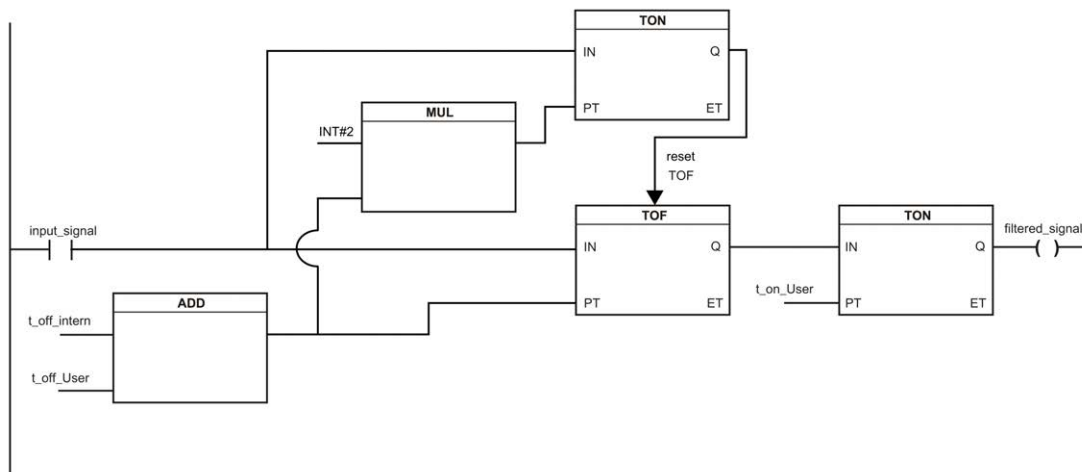 TON
IN Q
PT ET
MUL
INT#2
reset
TOF
input_signal
TOF
IN Q
PT ET
TON
IN Q
t_on_User
PT ET
filtered_signal
ADD
t_off_intern
t_off_User